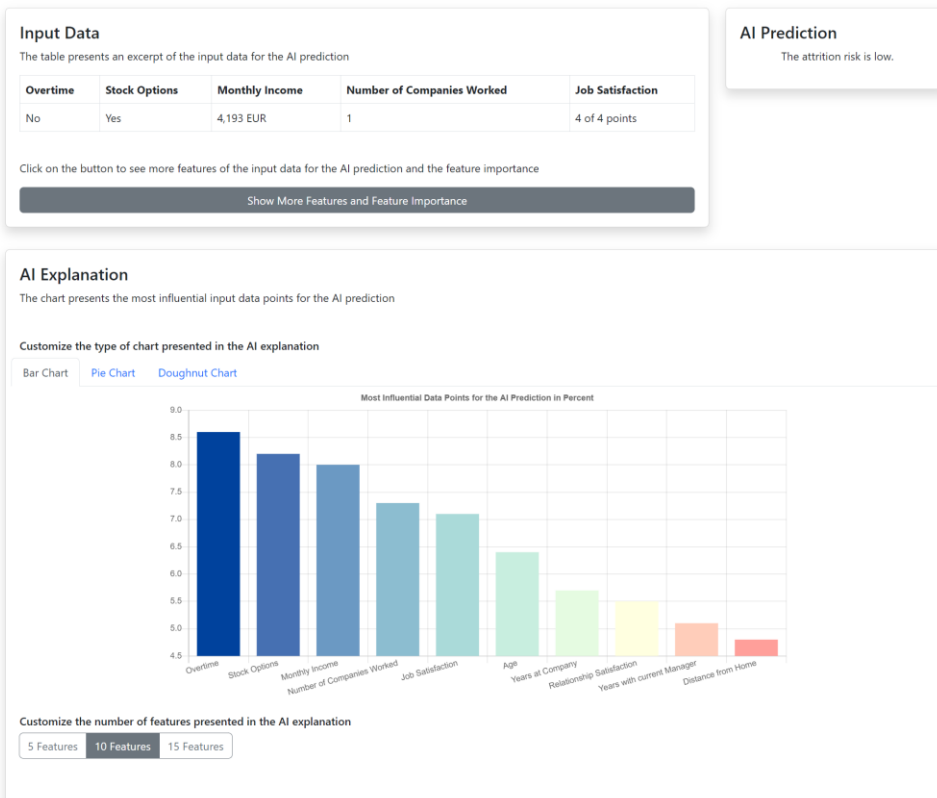 Input Data
The table presents an excerpt of the input data for the AI prediction
Overtime Stock Options Monthly Income Number of Companies Worked Job Satisfaction
No Yes 4,193 EUR 1 4 of 4 points
Click on the button to see more features of the input data for the AI prediction and the feature importance
Show More Features and Feature Importance
AI Prediction
The attrition risk is low.
AI Explanation
The chart presents the most influential input data points for the AI prediction
Customize the type of chart presented in the AI explanation
Bar Chart Pie Chart Doughnut Chart
Most Influential Data Points for the AI Prediction in Percent
9.0
8.5
8.0
7.5
7.0
6.5
6.0
5.5
5.0
4.5
Overtime
Stock Options
Monthly Income
Number of Companies Worked
Job Satisfaction
Age
Years at Company
Relationship Satisfaction
Years with current Manager
Distance from Home
Customize the number of features presented in the AI explanation
5 Features 10 Features 15 Features